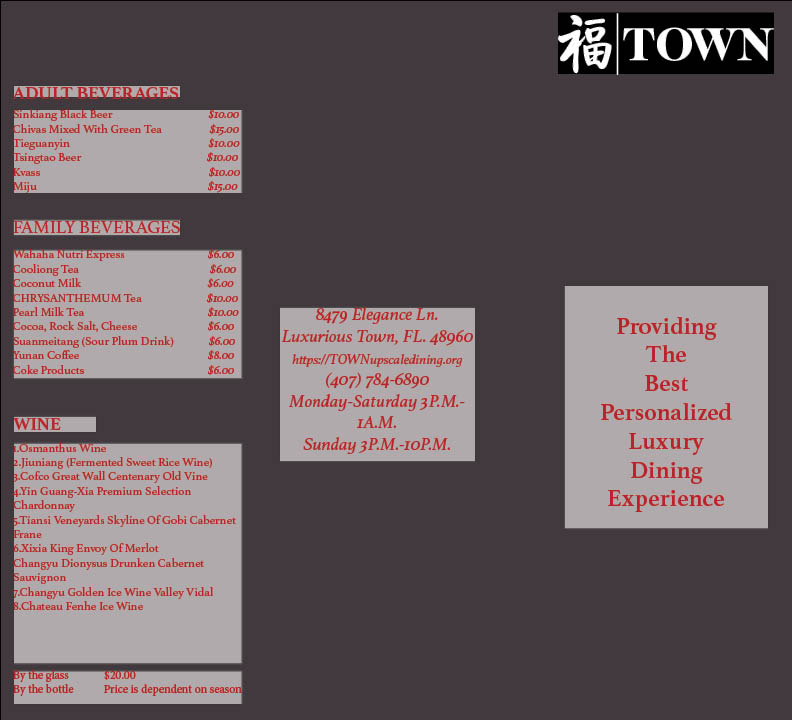 福 TOWN
ADULT BEVERAGES
Sinkiang Black Beer $10.00
Chivas Mixed With Green Tea $15.00
Tieguanyin $10.00
Tsingtao Beer $10.00
Kvass $10.00
Miju $15.00
FAMILY BEVERAGES
Wahaha Nutri Express $6.00
Cooliong Tea $6.00
Coconut Milk $6.00
CHRYSANTHEMUM Tea $10.00
Pearl Milk Tea $10.00
Cocoa, Rock Salt, Cheese $6.00
Suanmeitang (Sour Plum Drink) $6.00
Yunan Coffee $8.00
Coke Products $6.00
WINE
1.Osmanthus Wine
2.Jiuniang (Fermented Sweet Rice Wine)
3.Cofco Great Wall Centenary Old Vine
4.Yin Guang-Xia Premium Selection
Chardonnay
5.Tiansi Veneyards Skyline Of Gobi Cabernet
Frane
6.Xixia King Envoy Of Merlot
Changyu Dionysus Drunken Cabernet
Sauvignon
7.Changyu Golden Ice Wine Valley Vidal
8.Chateau Fenhe Ice Wine
By the glass $20.00
By the bottle Price is dependent on season
8479 Elegance Ln.
Luxurious Town, FL. 48960
https://TOWNupscaledining.org
(407) 784-6890
Monday-Saturday 3P.M.-
1A.M.
Sunday 3P.M.-10P.M.
Providing
The
Best
Personalized
Luxury
Dining
Experience